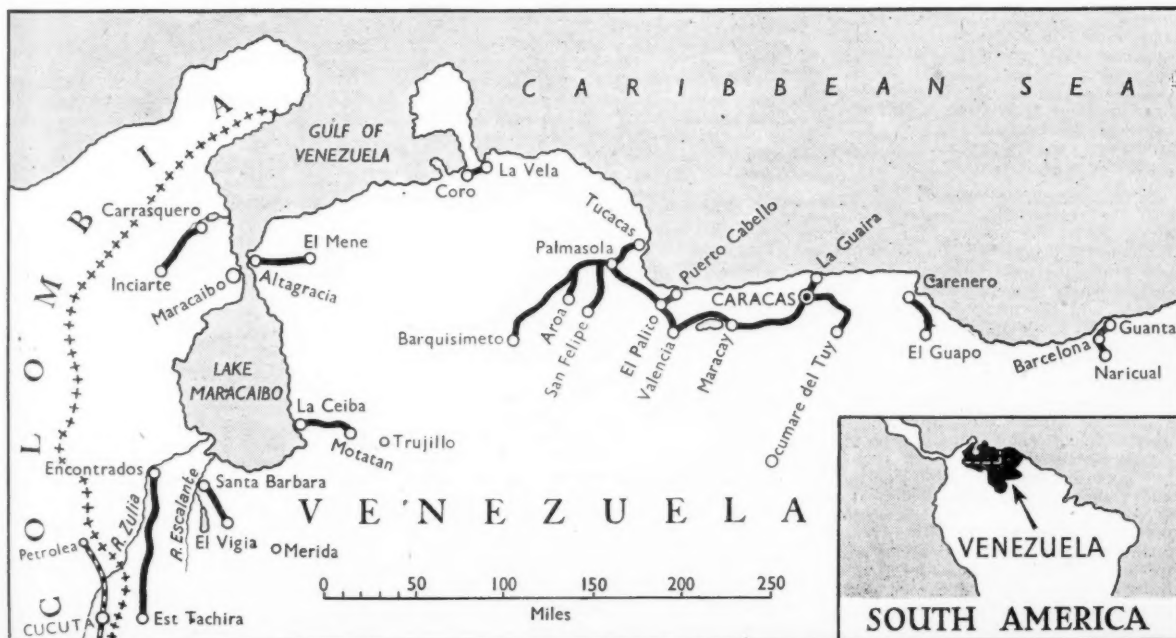 CARIBBEAN SEA
COLOMBIA
GULF OF
VENEZUELA
La Vela
Coro
Carrasquero
Inciarte
Maracaibo
El Mene
Altagracia
Tucacas
Palmasola
Puerto Cabello
La Guaira
CARACAS
Carenero
Barquisimeto
Aroa
San Felipe
El Palito
Valencia
Maracay
El Guapo
Guanta
Barcelona
Naricual
Ocumare del Tuy
LAKE
MARACAIBO
La Ceiba
Motatan
Trujillo
Encontrados
Santa Barbara
R. Zulia
R. Escalante
El Vigia
Merida
VENEZUELA
Petrolea
CUCUTA
Est Tachira
0 50 100 150 200 250
Miles
VENEZUELA
SOUTH AMERICA